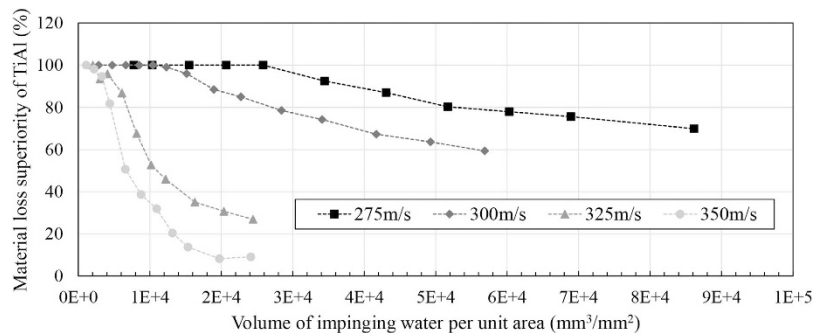 Material loss superiority of TiAl (%)
120
100
80
60
40
20
0
275m/s 300m/s 325m/s 350m/s
0E+0 1E+4 2E+4 3E+4 4E+4 5E+4 6E+4 7E+4 8E+4 9E+4 1E+5
Volume of impinging water per unit area (mm³/mm²)